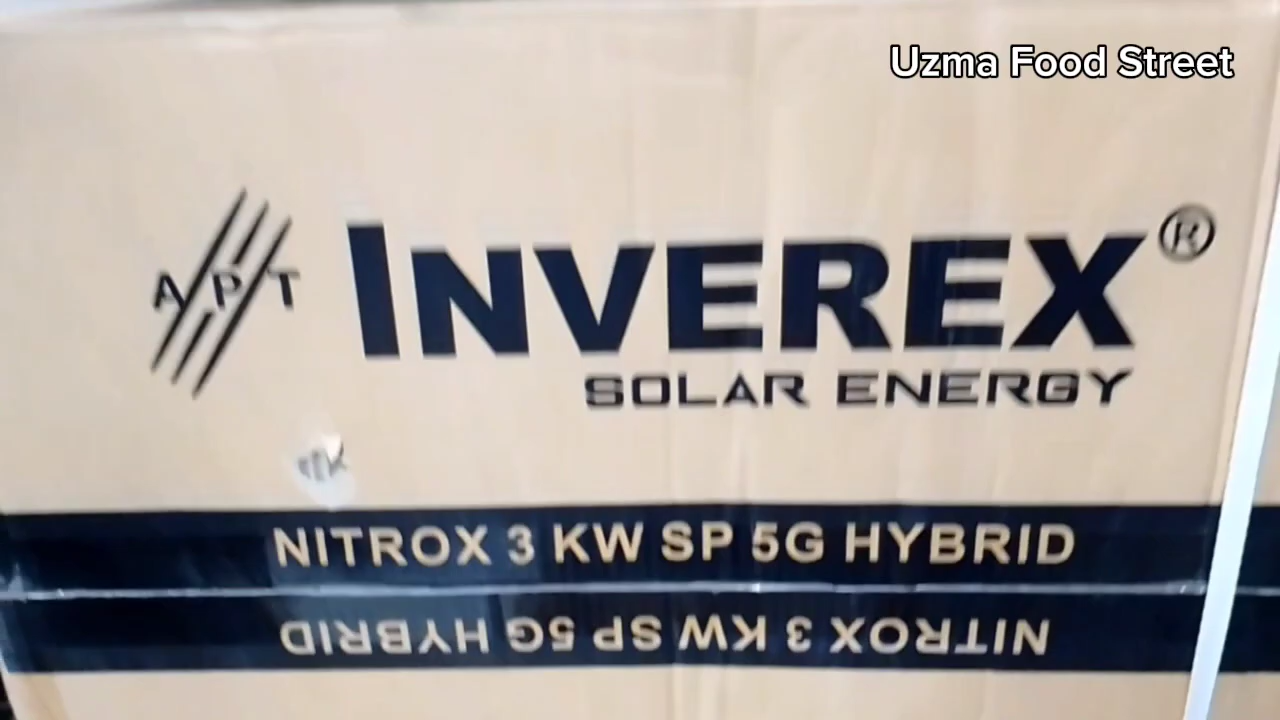 Uzma Food Street
APT
INVEREX®
SOLAR ENERGY
NITROX 3 KW SP 5G HYBRID
NITROX 3 KW SP 5G HYBRID